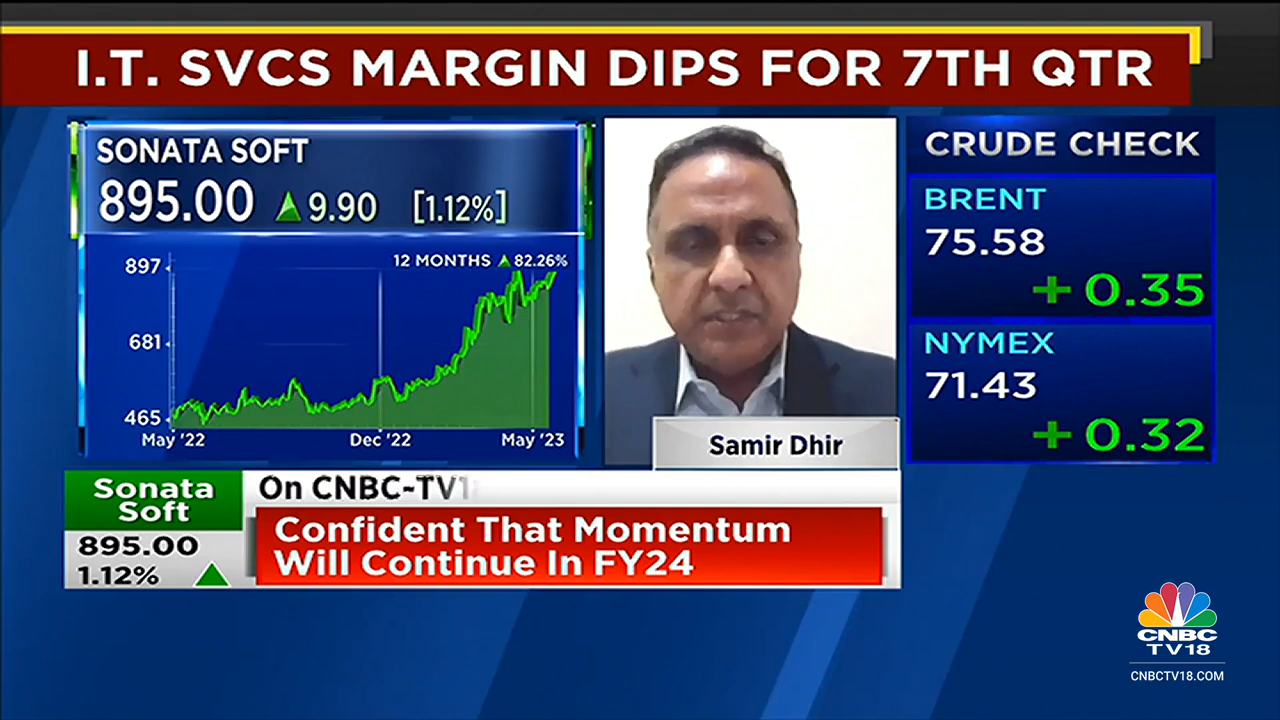 I.T. SVCS MARGIN DIPS FOR 7TH QTR
SONATA SOFT
895.00 ▲ 9.90 [1.12%]
12 MONTHS ▲ 82.26%
897
681
465
May '22 Dec '22 May '23
Samir Dhir
CRUDE CHECK
BRENT
75.58
+ 0.35
NYMEX
71.43
+ 0.32
Sonata
Soft
895.00
1.12% ▲
On CNBC-TV1
Confident That Momentum
Will Continue In FY24
CNBC
TV18
CNBCTV18.COM